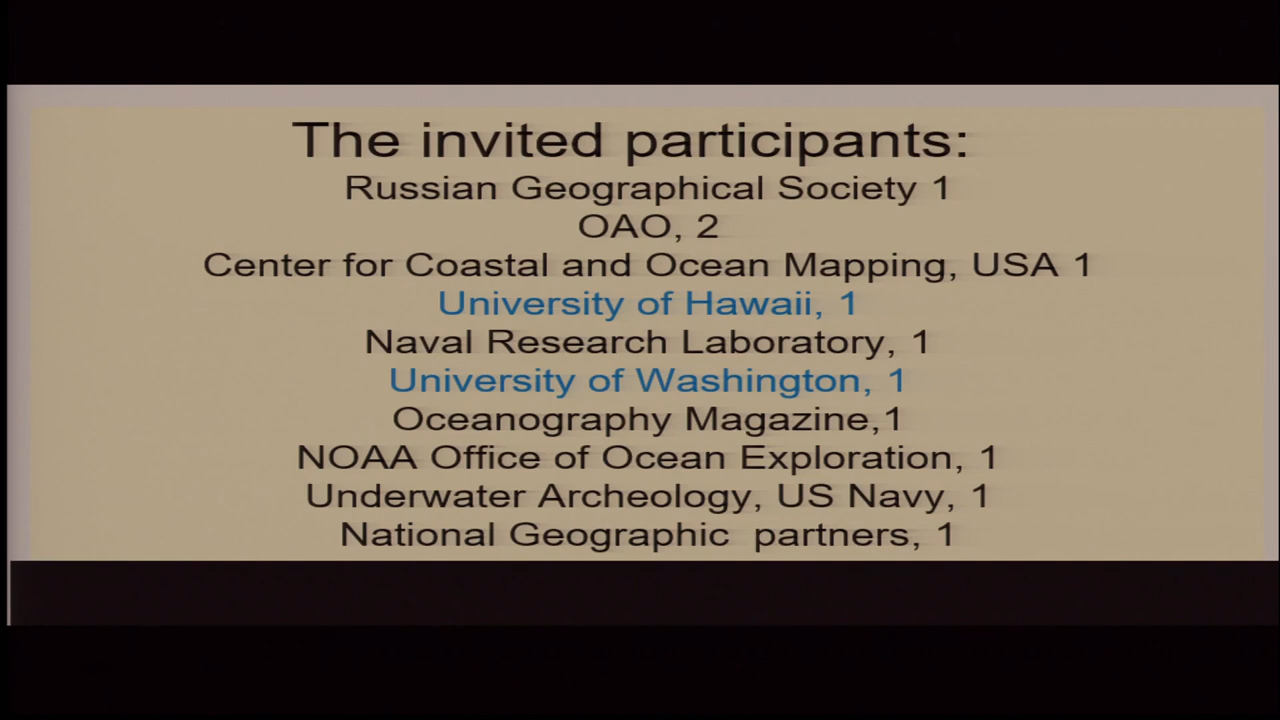 The invited participants:
Russian Geographical Society 1
OAO, 2
Center for Coastal and Ocean Mapping, USA 1
University of Hawaii, 1
Naval Research Laboratory, 1
University of Washington, 1
Oceanography Magazine,1
NOAA Office of Ocean Exploration, 1
Underwater Archeology, US Navy, 1
National Geographic  partners, 1